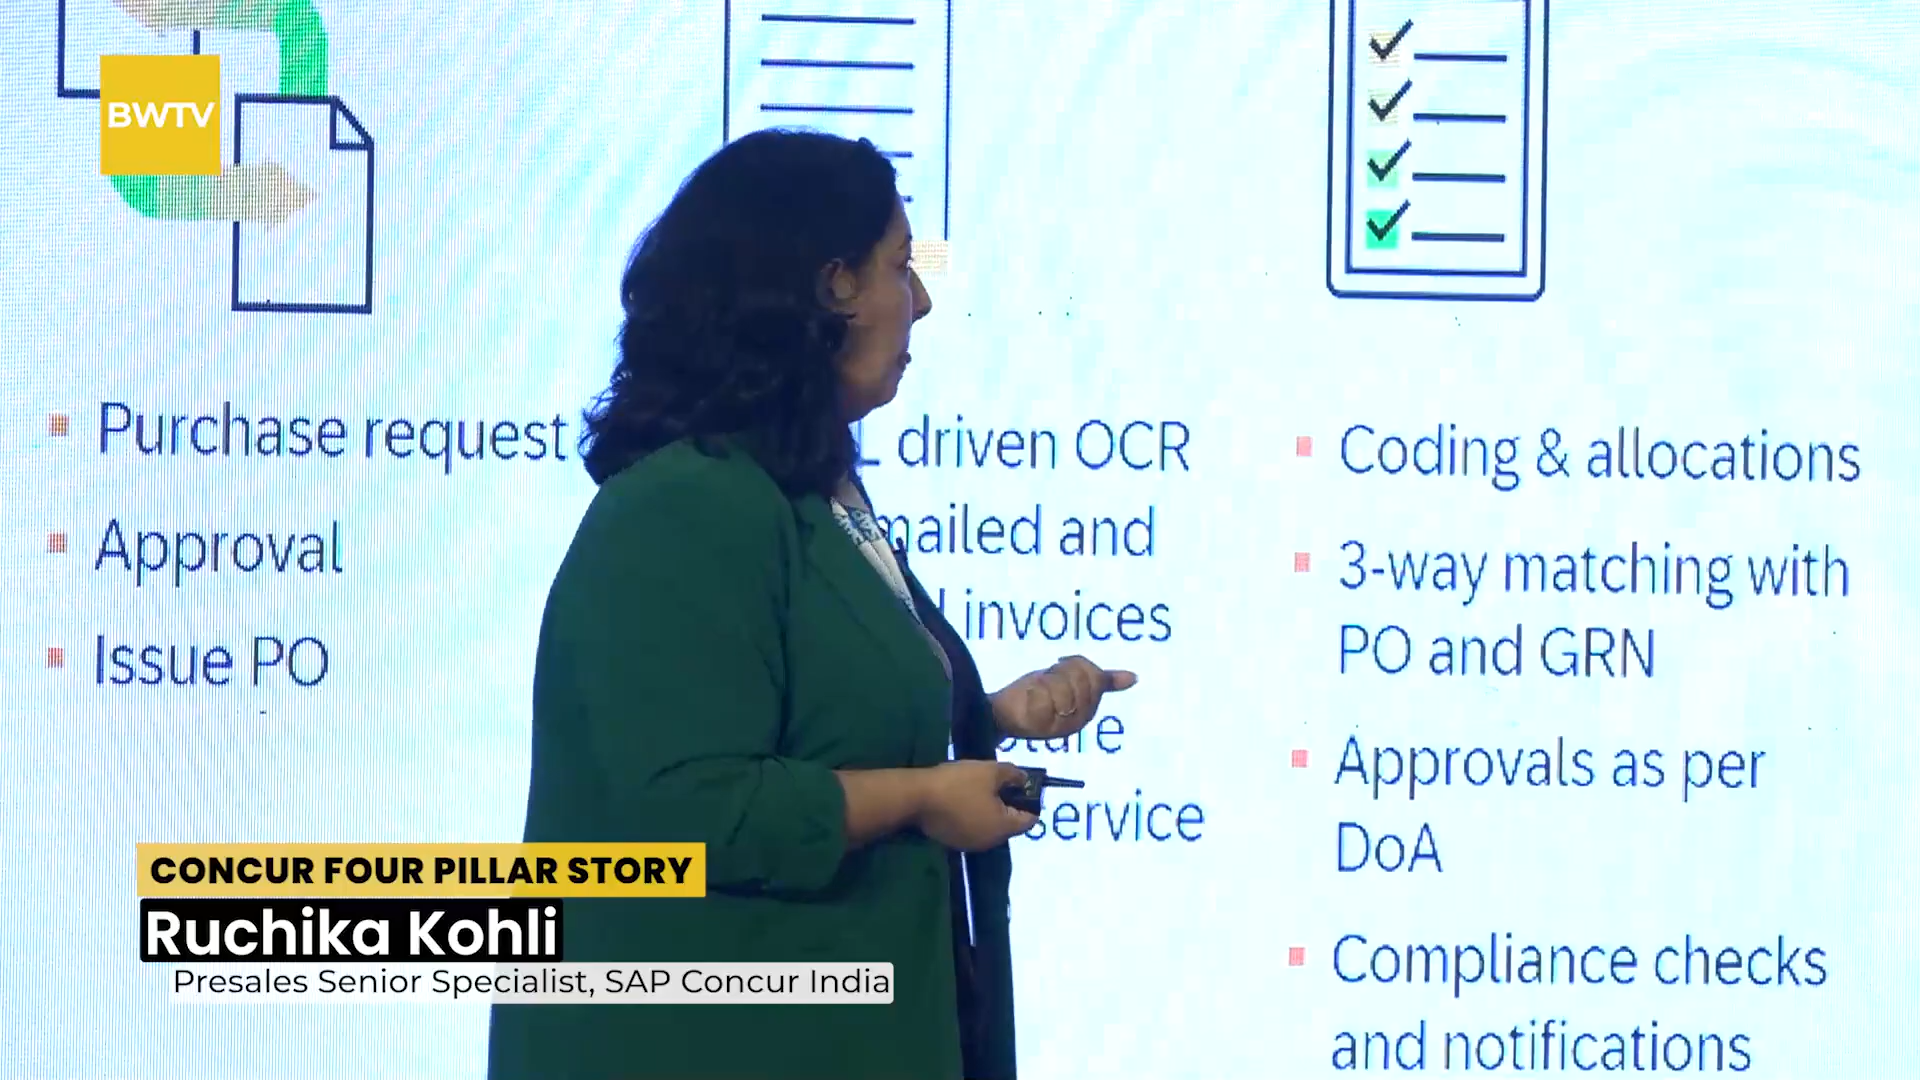 BWTV
Purchase request
Approval
Issue PO
driven OCR
and
invoices
service
Coding & allocations
3-way matching with
PO and GRN
Approvals as per
DoA
Compliance checks
and notifications
CONCUR FOUR PILLAR STORY
Ruchika Kohli
Presales Senior Specialist, SAP Concur India